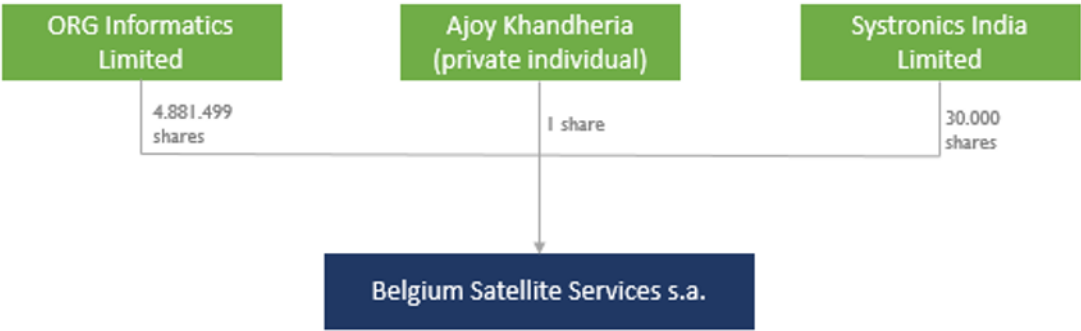 ORG Informatics
Limited
Ajoy Khandheria
(private individual)
Systronics India
Limited
4.881.499
shares
1 share
30.000
shares
Belgium Satellite Services s.a.